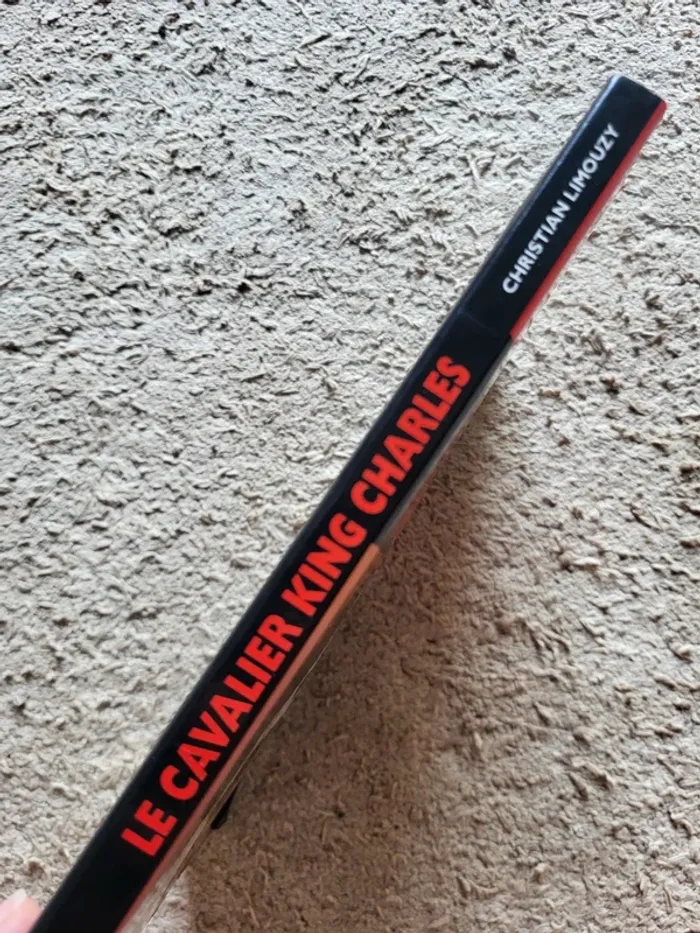 LE CAVALIER KING CHARLES
CHRISTIAN LIMOUZY